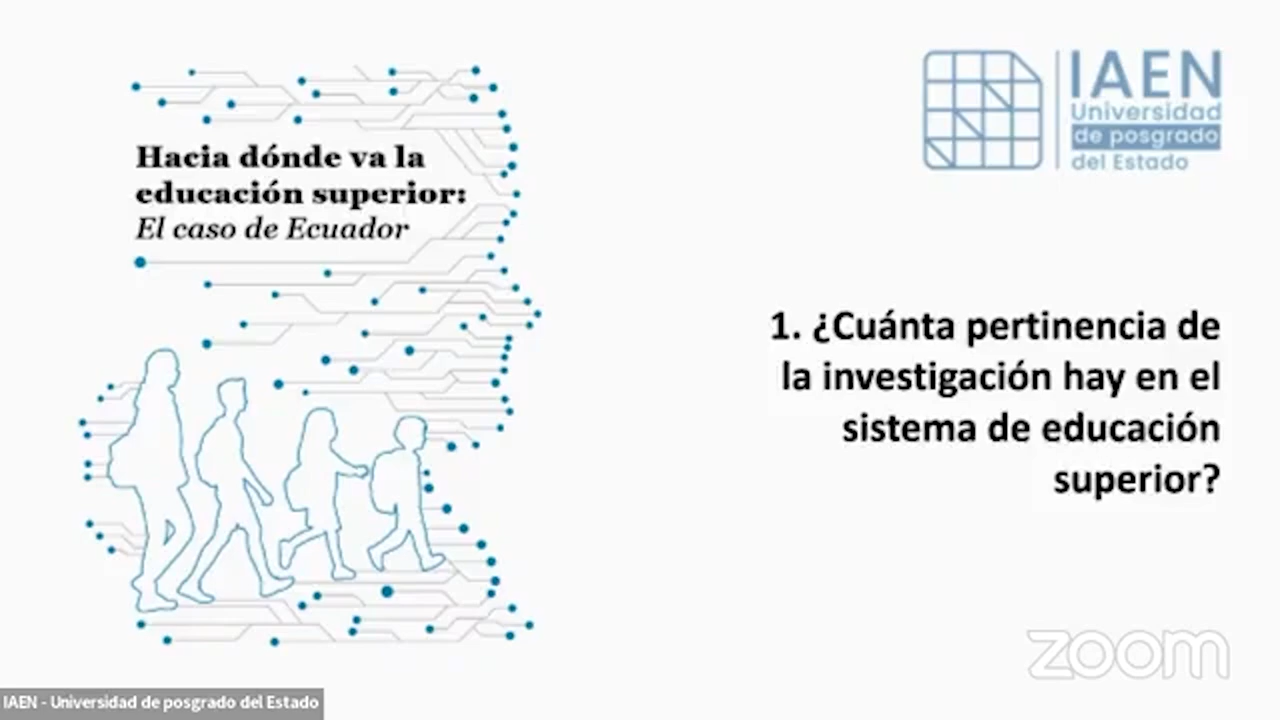 Hacia dónde va la
educación superior:
El caso de Ecuador
IAEN
Universidad
de posgrado
del Estado
1. ¿Cuánta pertinencia de
la investigación hay en el
sistema de educación
superior?
zoom
IAEN - Universidad de posgrado del Estado